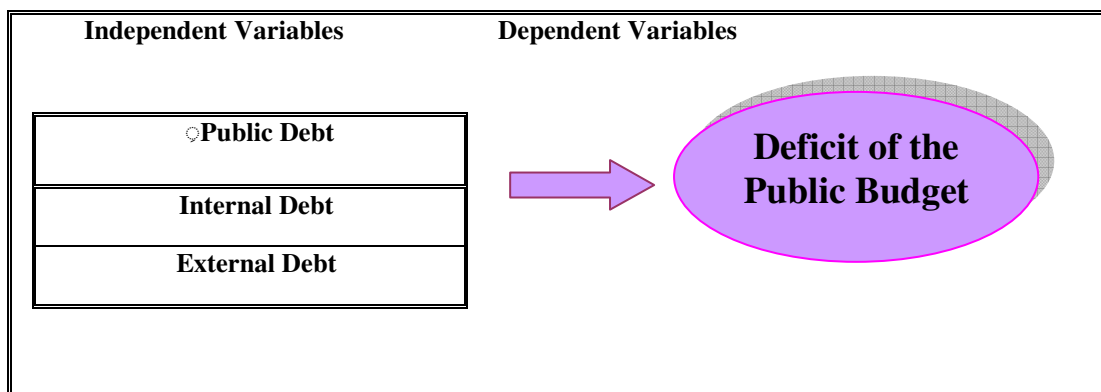 Independent Variables Dependent Variables
Public Debt
Internal Debt
External Debt
Deficit of the
Public Budget